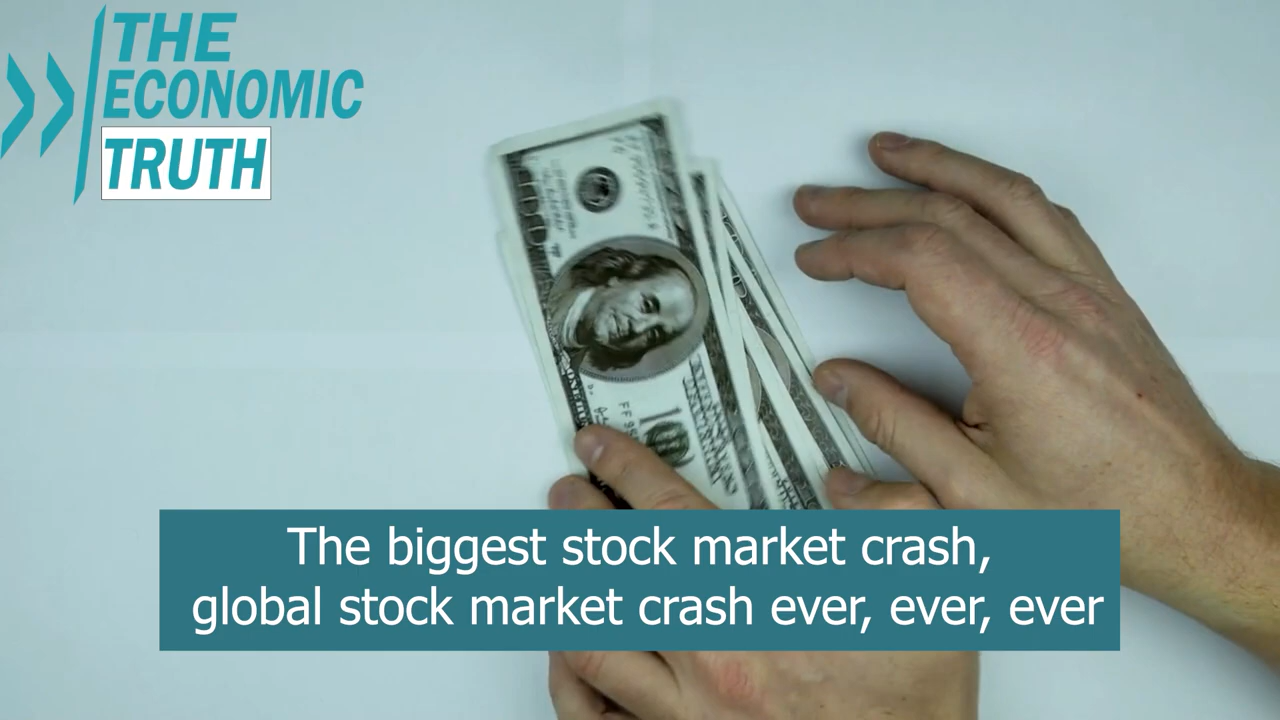 THE
ECONOMIC
TRUTH
The biggest stock market crash,
global stock market crash ever, ever, ever